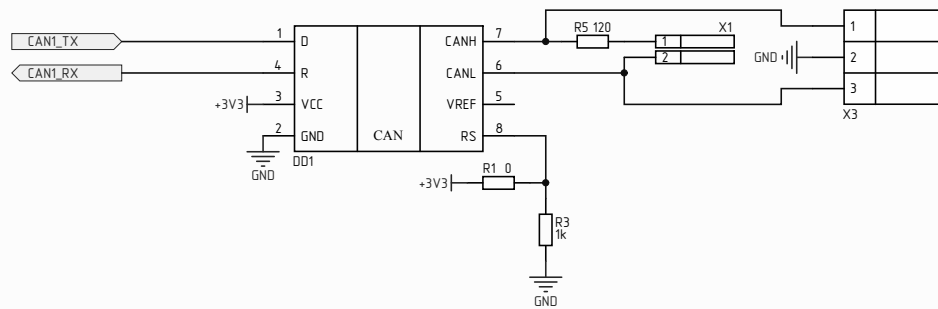 CAN1_TX
CAN1_RX
+3V3
GND
1
4
3
2
D
R
VCC
GND
DD1
CAN
CANH
CANL
VREF
RS
7
6
5
8
R5 120
X1
1
2
GND
1
2
3
X3
+3V3
R1 0
R3
1k
GND